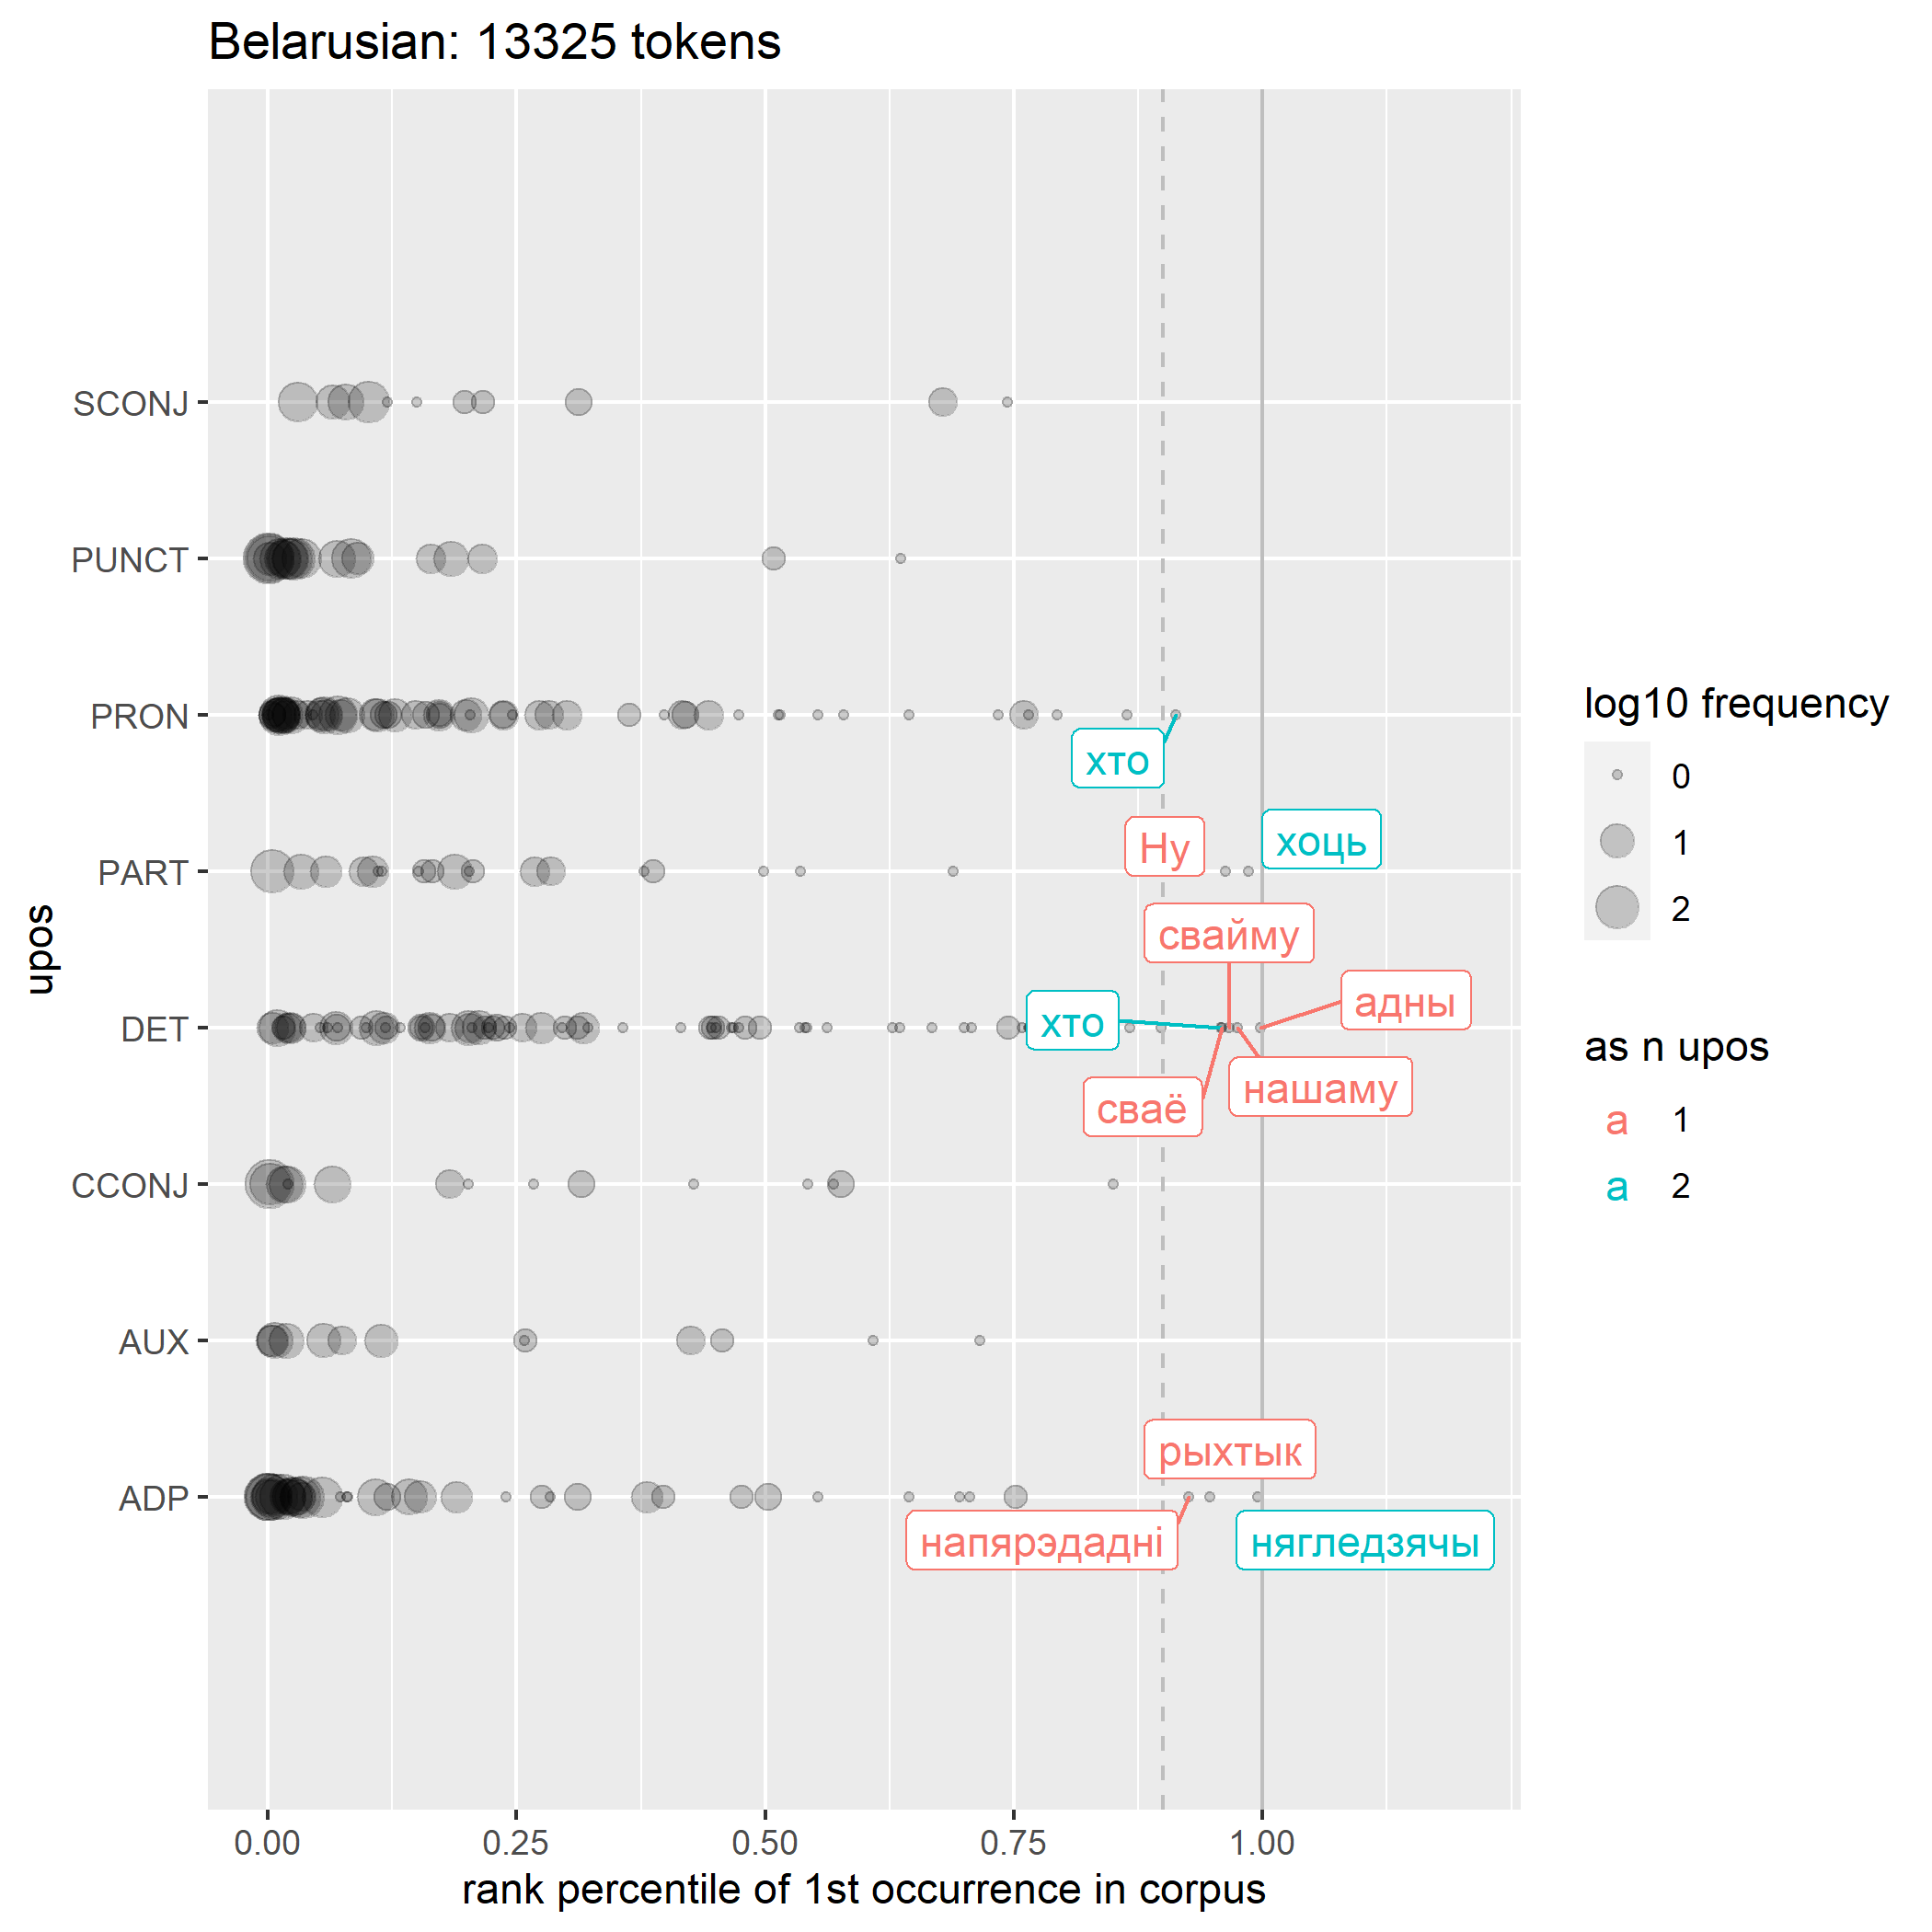 Belarusian: 13325 tokens
upos
SCONJ
PUNCT
PRON
PART
DET
CCONJ
AUX
ADP
хто
Ну
хоць
свайму
адны
хто
нашаму
сваё
рыхтык
напярэдадні
нягледзячы
0.00 0.25 0.50 0.75 1.00
rank percentile of 1st occurrence in corpus
log10 frequency
0
1
2
as n upos
a 1
a 2